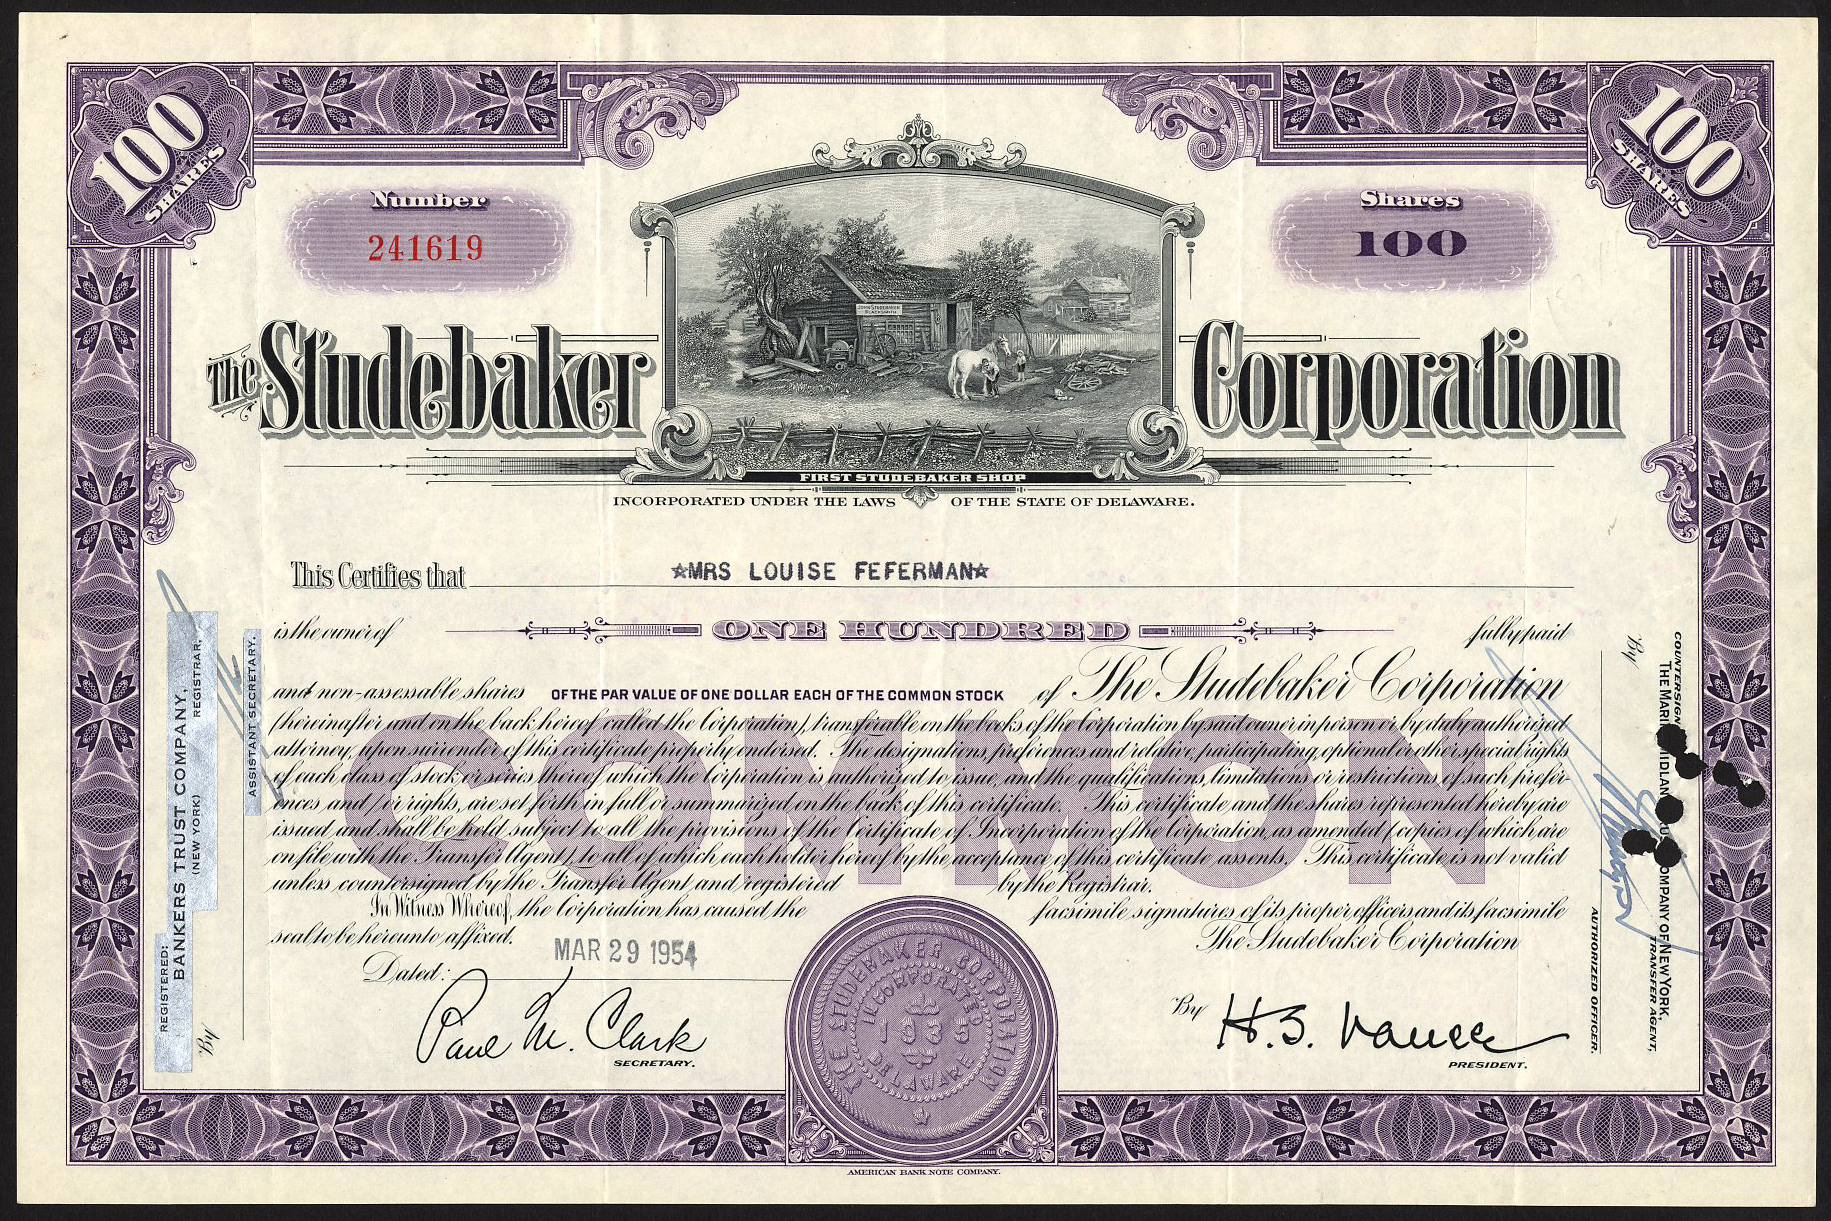 100 SHARES
100 SHARES
Number
241619
Shares
100
JOHN STUDEBAKER
BLACKSMITH
The Studebaker Corporation
FIRST STUDEBAKER SHOP
INCORPORATED UNDER THE LAWS OF THE STATE OF DELAWARE.
This Certifies that ☆MRS LOUISE FEFERMAN☆
is the owner of ONE HUNDRED fully paid
and non-assessable shares OF THE PAR VALUE OF ONE DOLLAR EACH OF THE COMMON STOCK of The Studebaker Corporation
(hereinafter and on the back hereof called the Corporation), transferable on the books of the Corporation by said owner in person or by duly authorized
attorney, upon surrender of this certificate properly endorsed. The designations, preferences and relative, participating, optional or other special rights
of each class of stock or series thereof which the Corporation is authorized to issue, and the qualifications, limitations or restrictions of such prefer-
ences and/or rights, are set forth in full or summarized on the back of this certificate. This certificate and the shares represented hereby are
issued and shall be held subject to all the provisions of the Certificate of Incorporation of the Corporation, as amended (copies of which are
on file with the Transfer Agent), to all of which each holder hereof by the acceptance of this certificate assents. This certificate is not valid
unless countersigned by the Transfer Agent and registered by the Registrar.
COMMON
In Witness Whereof, the Corporation has caused the facsimile signatures of its proper officers and its facsimile
seal to be hereunto affixed.
The Studebaker Corporation
Dated: MAR 29 1954
Paul M. Clark
SECRETARY.
By H.S. Vance
PRESIDENT.
THE STUDEBAKER CORPORATION
INCORPORATED
1935
DELAWARE
AMERICAN BANK NOTE COMPANY.
REGISTERED:
BANKERS TRUST COMPANY,
(NEW YORK) REGISTRAR,
By
ASSISTANT SECRETARY.
COUNTERSIGN
THE MARI MIDLAN OMPANY OF NEW YORK,
TRANSFER AGENT,
By
AUTHORIZED OFFICER.